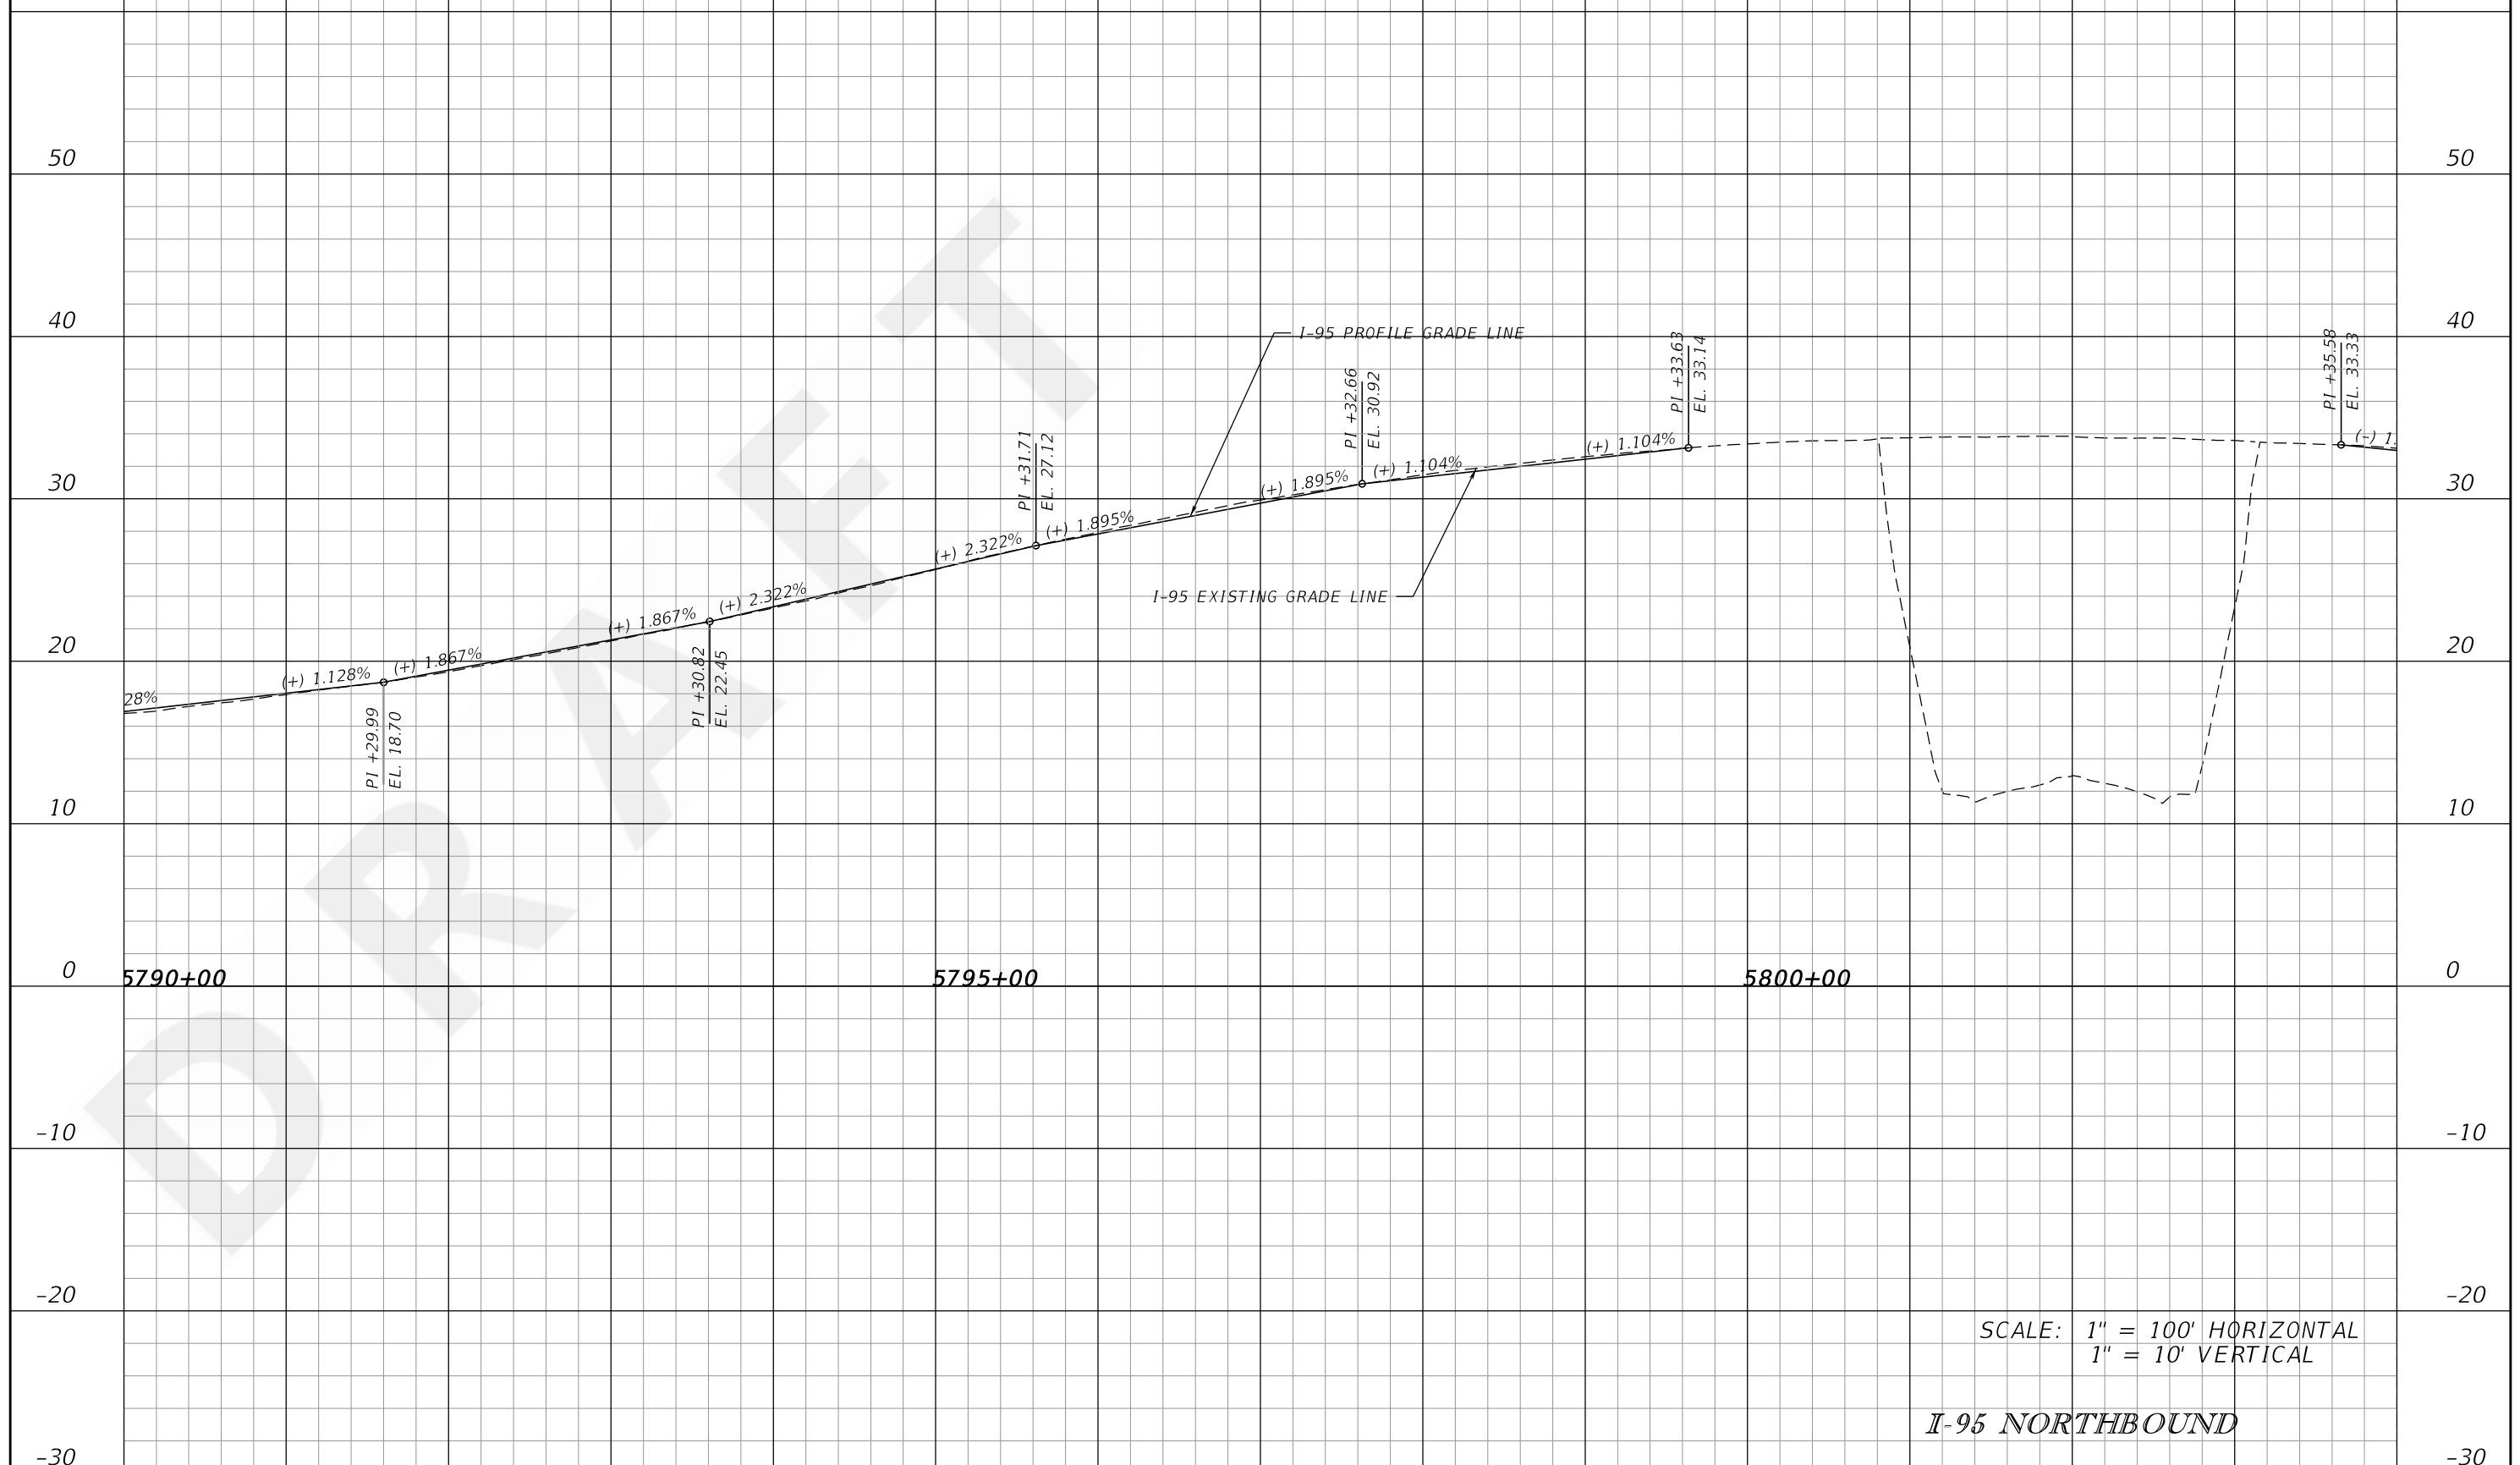 50
50
40
40
30
30
20
20
10
10
0
0
-10
-10
-20
-20
-30
-30
5790+00
5795+00
5800+00
28%
(+) 1.128%
PI +29.99
EL. 18.70
(+) 1.867%
(+) 1.867%
PI +30.82
EL. 22.45
(+) 2.322%
(+) 2.322%
PI +31.71
EL. 27.12
(+) 1.895%
(+) 1.895%
PI +32.66
EL. 30.92
(+) 1.104%
(+) 1.104%
PI +33.63
EL. 33.14
PI +35.58
EL. 33.33
(-) 1.
I-95 PROFILE GRADE LINE
I-95 EXISTING GRADE LINE
DRAFT
SCALE: 1" = 100' HORIZONTAL
1" = 10' VERTICAL
I-95 NORTHBOUND